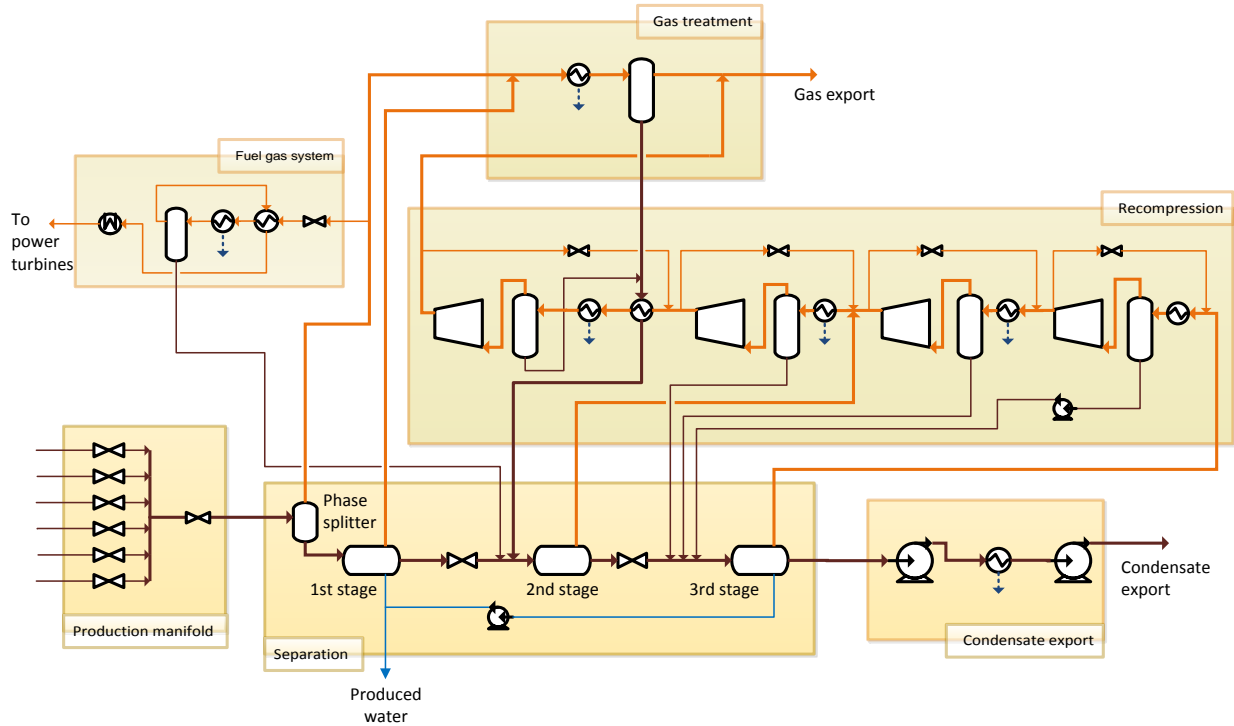 Gas treatment
Gas export
Fuel gas system
To
power
turbines
Recompression
Phase
splitter
1st stage
2nd stage
3rd stage
Condensate
export
Production manifold
Separation
Condensate export
Produced
water